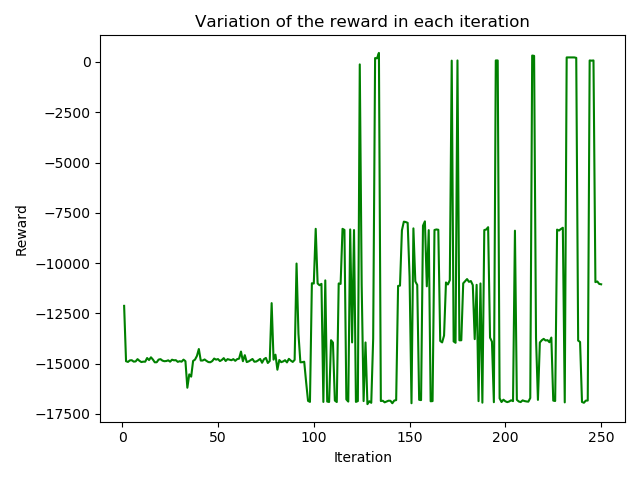 Variation of the reward in each iteration
0
−2500
−5000
−7500
−10000
−12500
−15000
−17500
Reward
0 50 100 150 200 250
Iteration